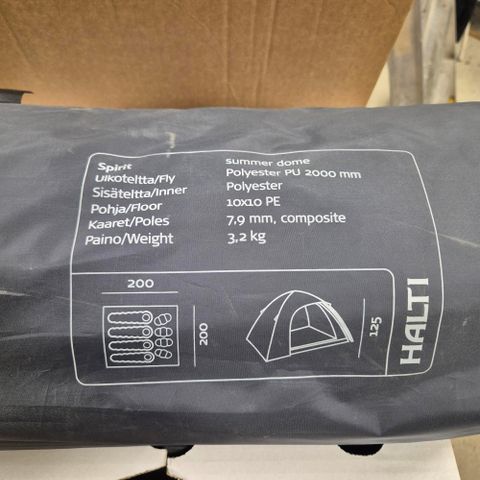 Spirit summer dome
Ulkoteltta/Fly Polyester PU 2000 mm
Sisäteltta/Inner Polyester
Pohja/Floor 10x10 PE
Kaaret/Poles 7,9 mm, composite
Paino/Weight 3,2 kg
200
200
125
HALTI